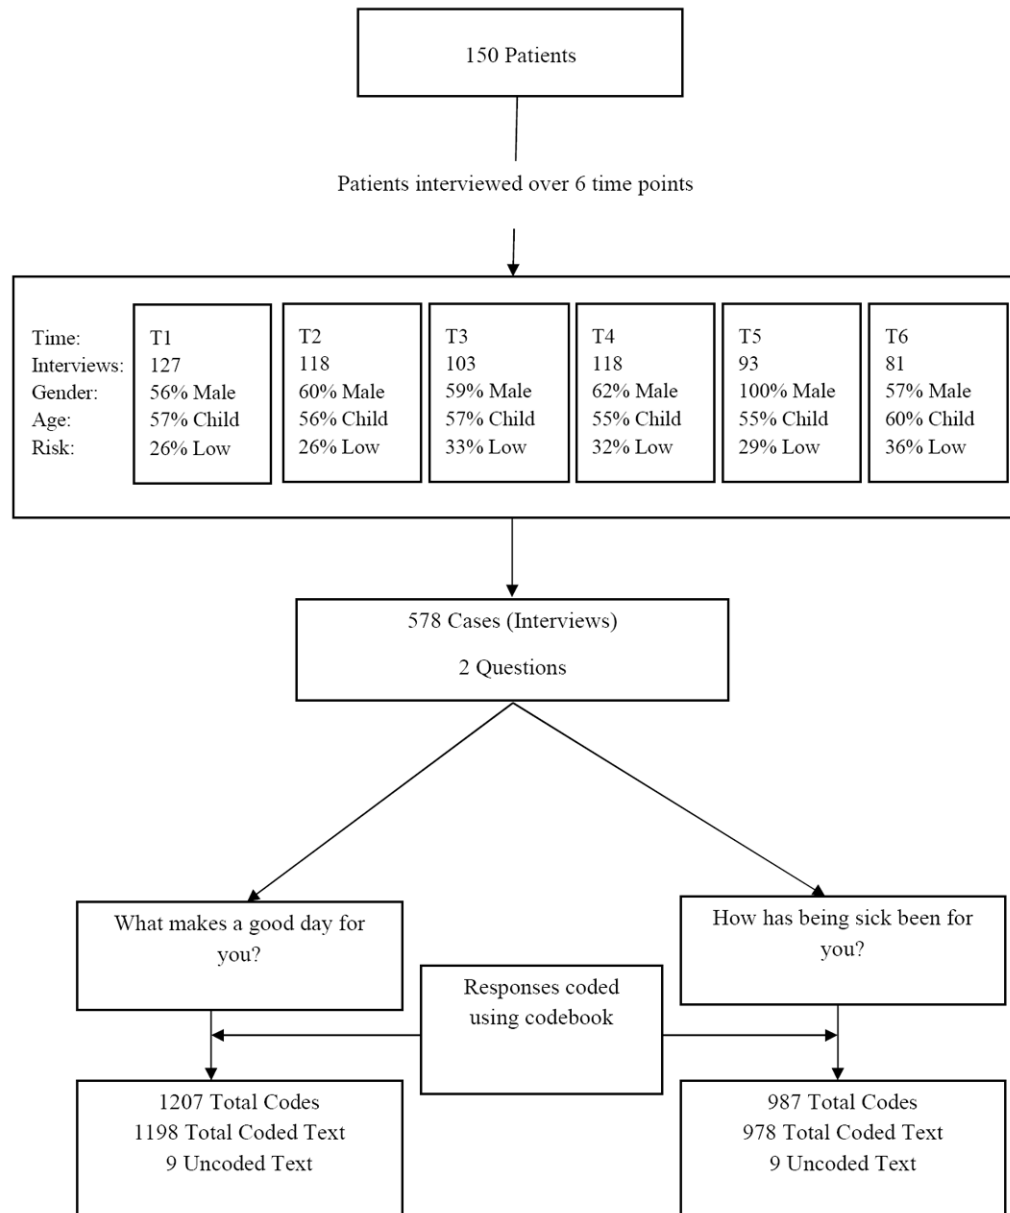 150 Patients
Patients interviewed over 6 time points
Time: T1 T2 T3 T4 T5 T6
Interviews: 127 118 103 118 93 81
Gender: 56% Male 60% Male 59% Male 62% Male 100% Male 57% Male
Age: 57% Child 56% Child 57% Child 55% Child 55% Child 60% Child
Risk: 26% Low 26% Low 33% Low 32% Low 29% Low 36% Low
578 Cases (Interviews)
2 Questions
What makes a good day for
you?
How has being sick been for
you?
Responses coded
using codebook
1207 Total Codes
1198 Total Coded Text
9 Uncoded Text
987 Total Codes
978 Total Coded Text
9 Uncoded Text